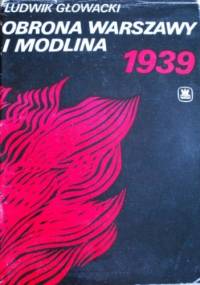 LUDWIK GŁOWACKI
OBRONA WARSZAWY
I MODLINA
1939